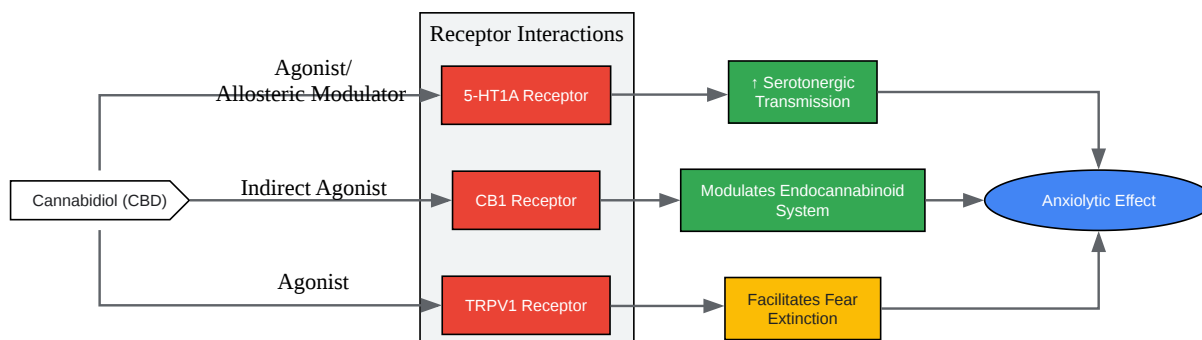 Receptor Interactions
Agonist/
Allosteric Modulator
5-HT1A Receptor
↑ Serotonergic
Transmission
Cannabidiol (CBD)
Indirect Agonist
CB1 Receptor
Modulates Endocannabinoid
System
Anxiolytic Effect
Agonist
TRPV1 Receptor
Facilitates Fear
Extinction